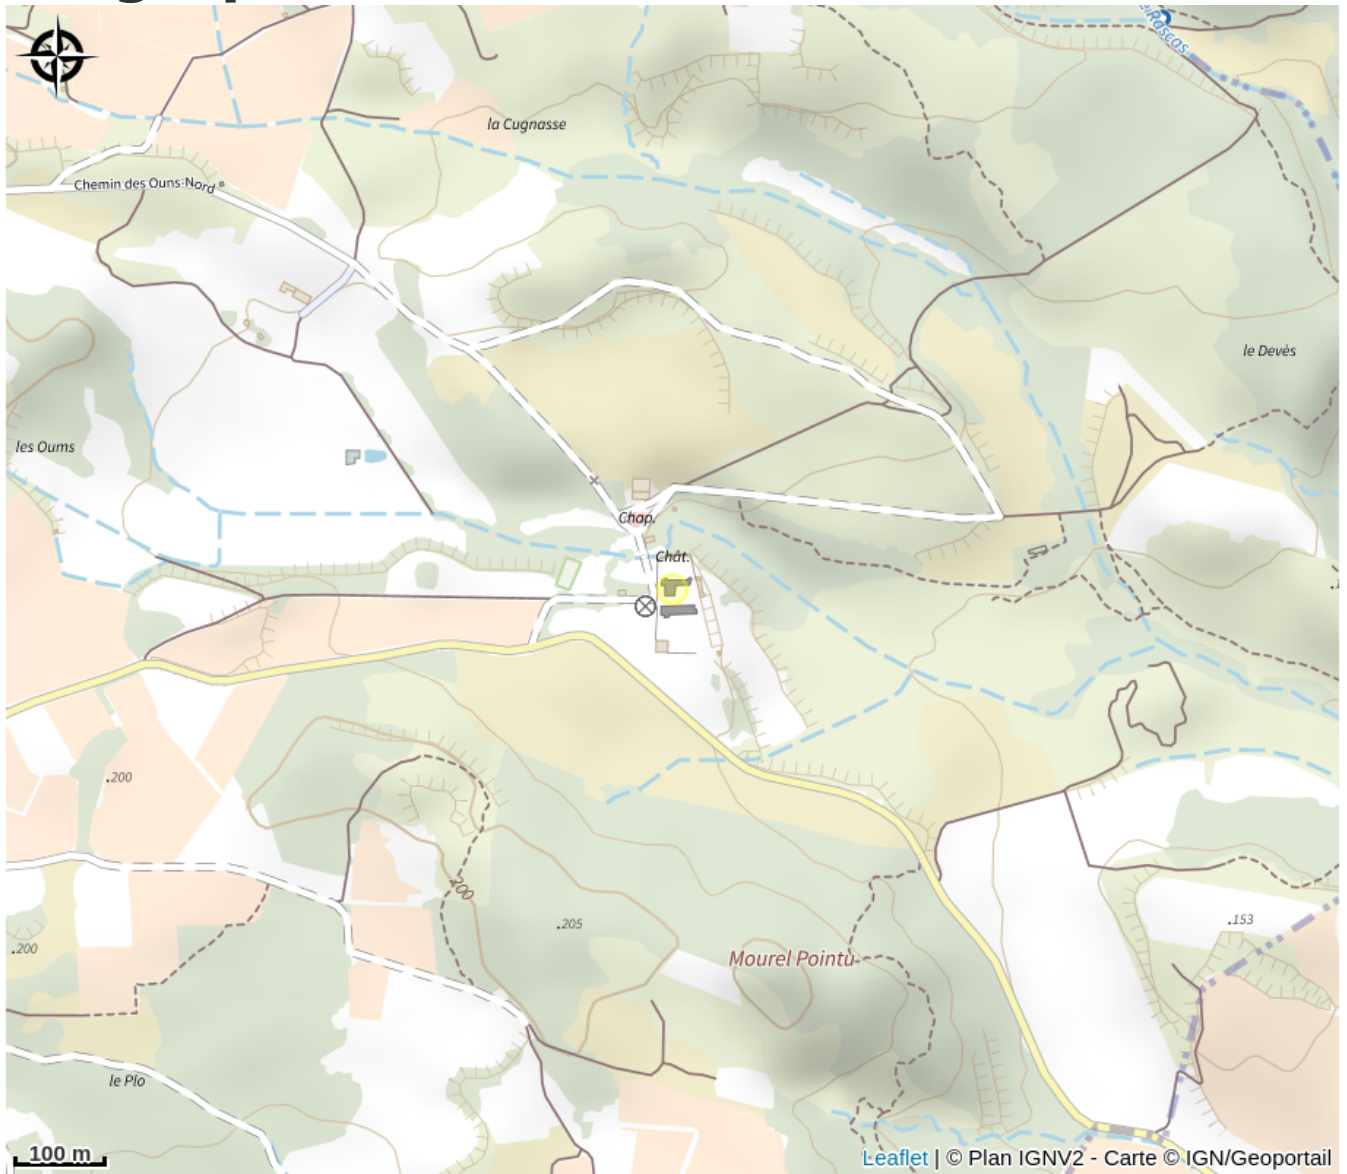 Rascas
la Cugnasse
Chemin des Ouns-Nord
le Devès
les Oums
Chap.
Chât.
.200
200
.205
.153
.200
Mourel Pointu
le Plo
100 m
Leaflet | © Plan IGNV2 - Carte © IGN/Geoportail